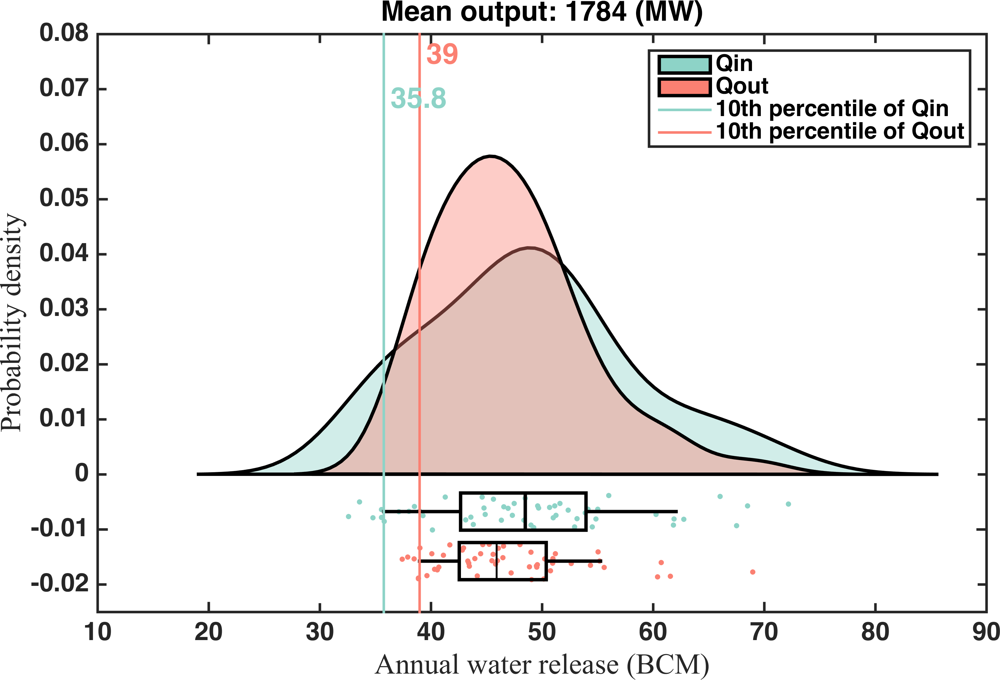 Mean output: 1784 (MW)
0.08
0.07
0.06
0.05
0.04
0.03
0.02
0.01
0
-0.01
-0.02
Probability density
39
35.8
Qin
Qout
10th percentile of Qin
10th percentile of Qout
10 20 30 40 50 60 70 80 90
Annual water release (BCM)